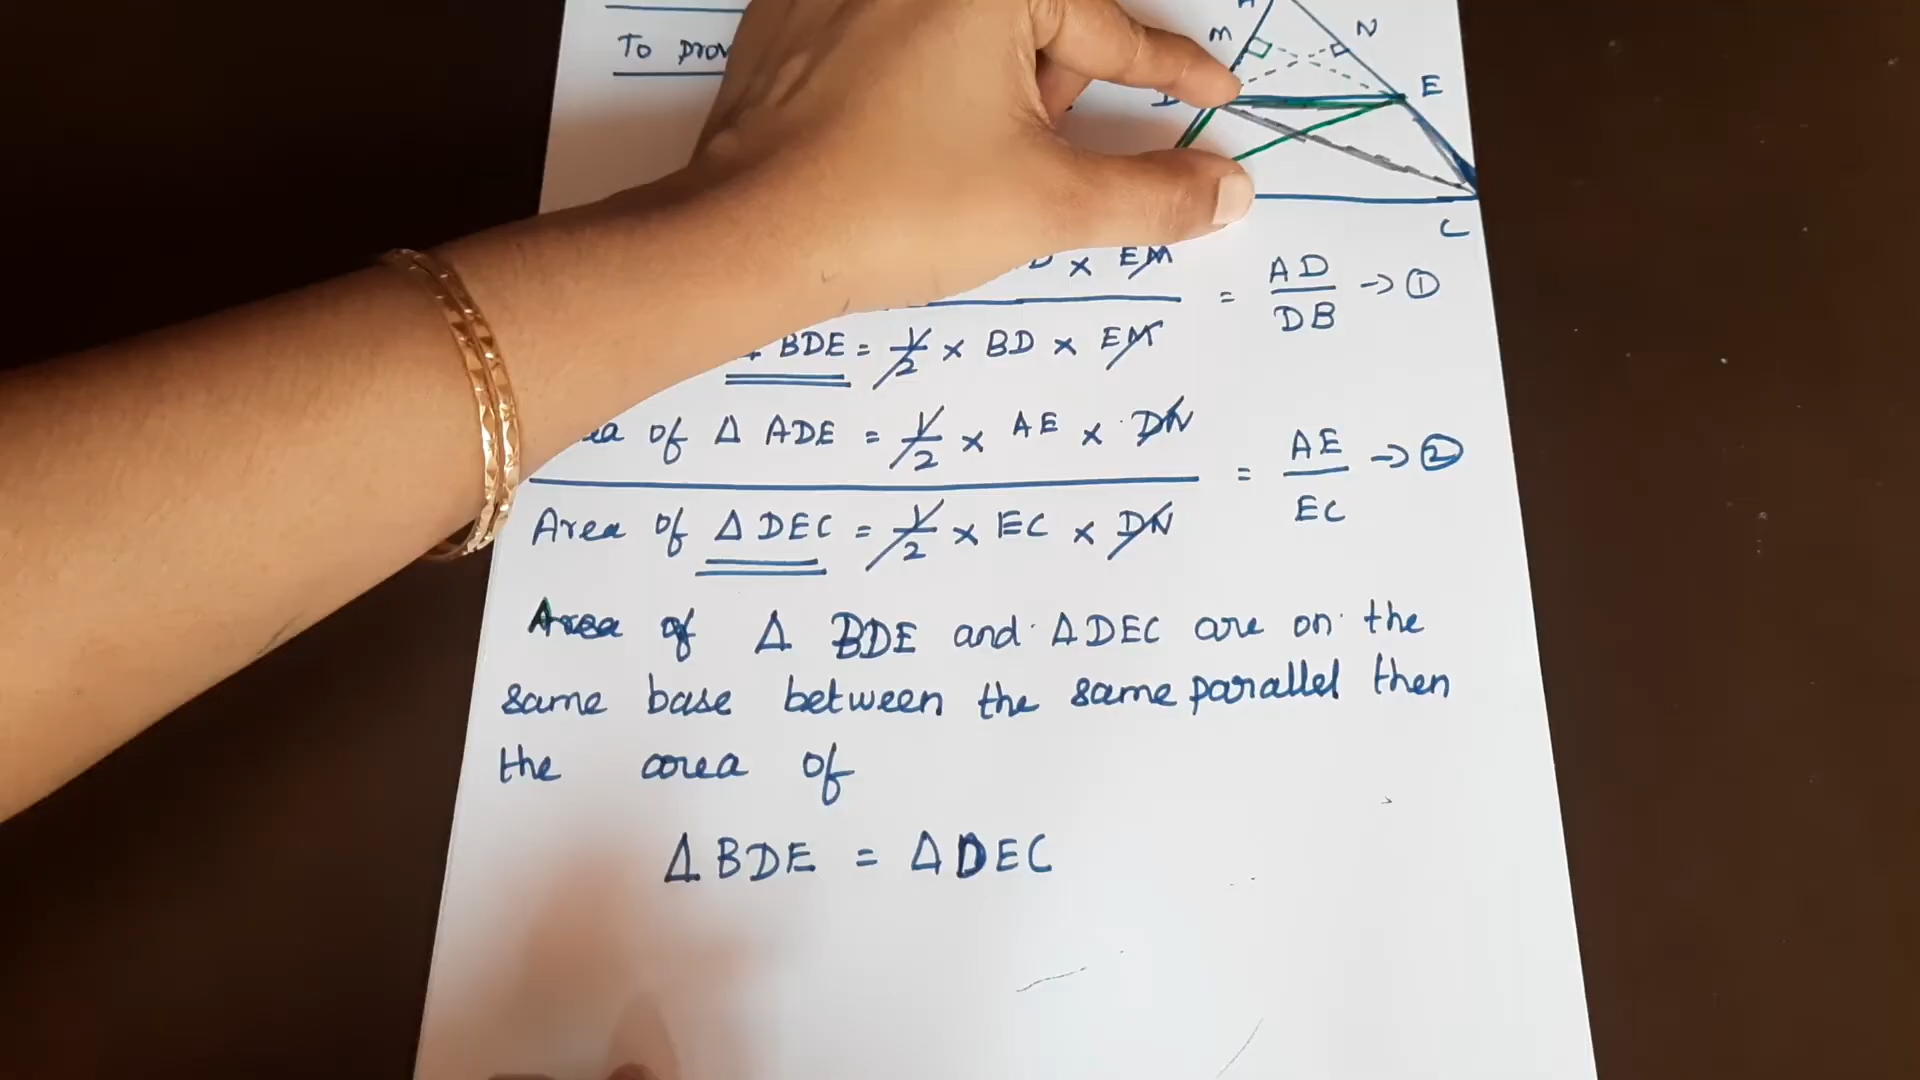 To
M
N
E
C
× EM = AD / DB → ①
BDE = 1/2 × BD × EM
of Δ ADE = 1/2 × AE × DN = AE / EC → ②
Area of Δ DEC = 1/2 × EC × DN
Area of Δ BDE and Δ DEC are on the
same base between the same parallel then
the area of
Δ BDE = Δ DEC